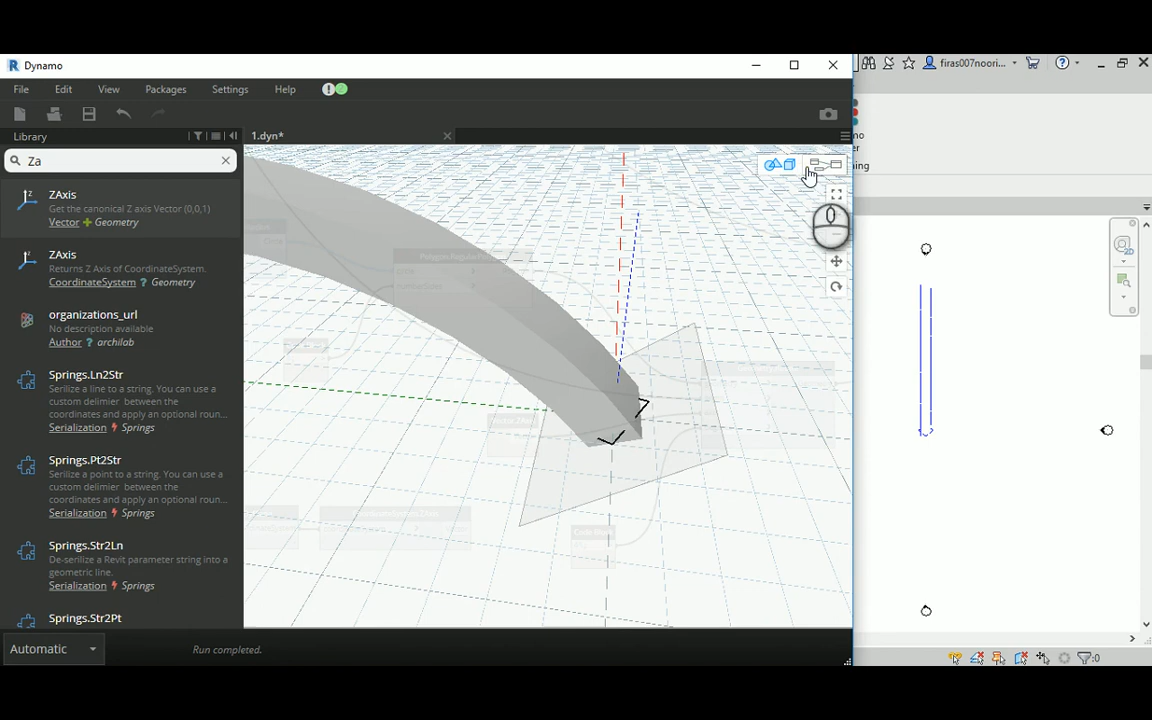 Dynamo
firas007noori...
File Edit View Packages Settings Help
Library
1.dyn*
Za
ZAxis
Get the canonical Z axis Vector (0,0,1)
Vector Geometry
ZAxis
Returns Z Axis of CoordinateSystem.
CoordinateSystem ? Geometry
organizations_url
No description available
Author ? archilab
Springs.Ln2Str
Serilize a line to a string. You can use a
custom delimier between the
coordinates and apply an optional roun...
Serialization Springs
Springs.Pt2Str
Serilize a point to a string. You can use a
custom delimier between the
coordinates and apply an optional roun...
Serialization Springs
Springs.Str2Ln
De-serilize a Revit parameter string into a
geometric line.
Serialization Springs
Springs.Str2Pt
Automatic
Run completed.
2D
:0